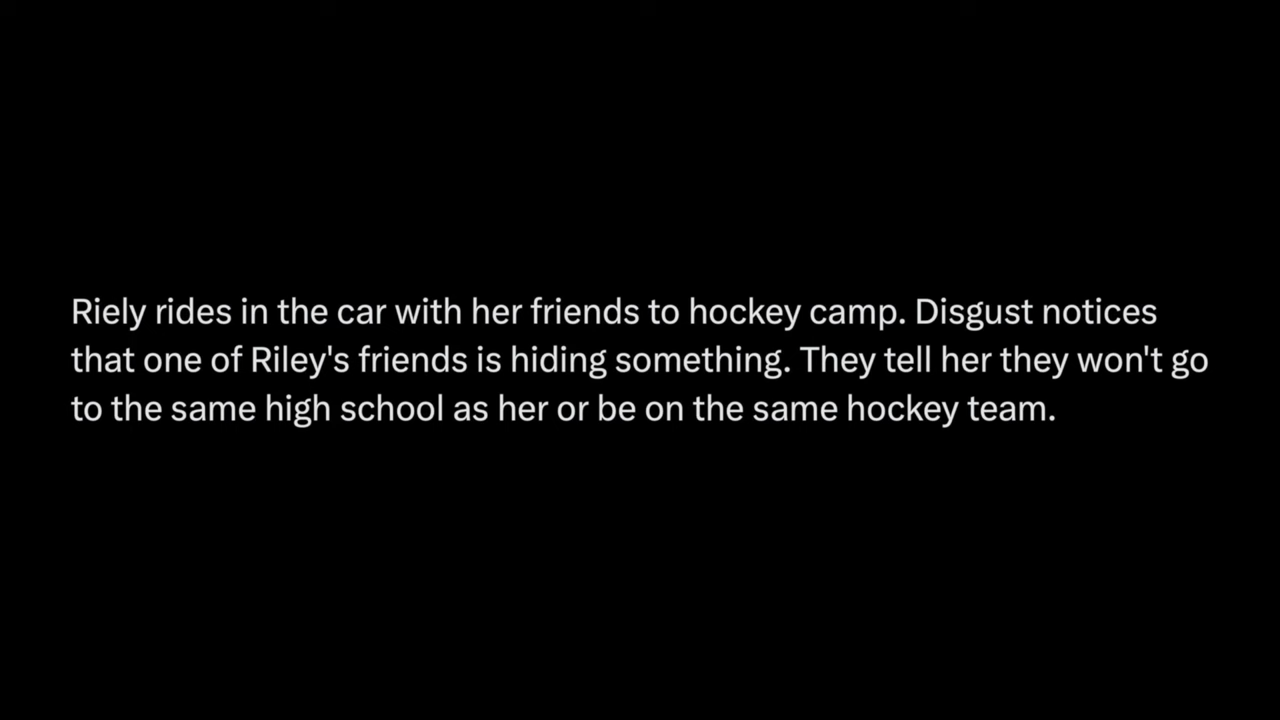 Riely rides in the car with her friends to hockey camp. Disgust notices
that one of Riley's friends is hiding something. They tell her they won't go
to the same high school as her or be on the same hockey team.